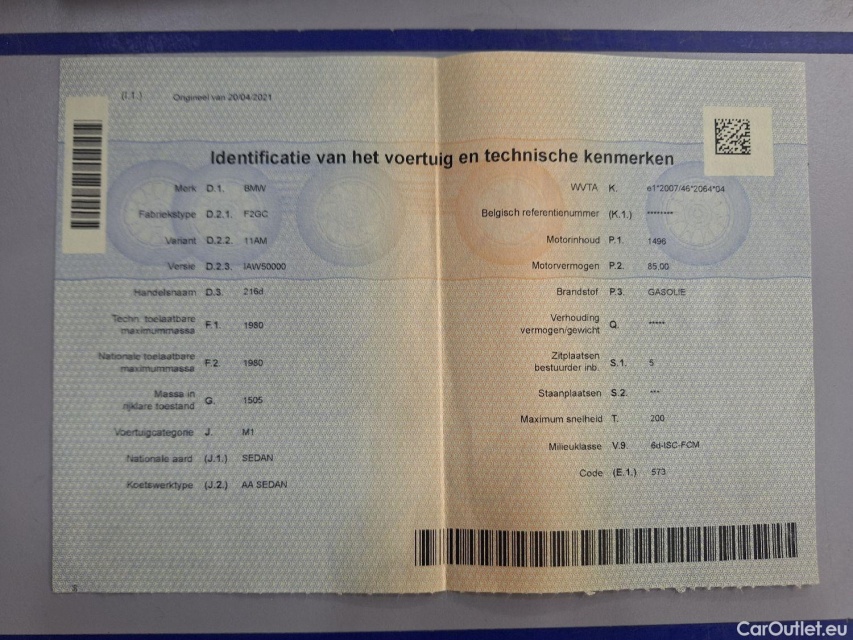 (I.1.) Origineel van 20/04/2021
Identificatie van het voertuig en technische kenmerken
Merk D.1. BMW
Fabriekstype D.2.1. F2GC
Variant D.2.2. 11AM
Versie D.2.3. IAW50000
Handelsnaam D.3. 216d
Techn. toelaatbare
maximummassa F.1. 1980
Nationale toelaatbare
maximummassa F.2. 1980
Massa in
rijklare toestand G. 1505
Voertuigcategorie J. M1
Nationale aard (J.1.) SEDAN
Koetswerktype (J.2.) AA SEDAN
WVTA K. e1*2007/46*2064*04
Belgisch referentienummer (K.1.) ********
Motorinhoud P.1. 1496
Motorvermogen P.2. 85,00
Brandstof P.3. GASOLIE
Verhouding
vermogen/gewicht Q. *****
Zitplaatsen
bestuurder inb. S.1. 5
Staanplaatsen S.2. ***
Maximum snelheid T. 200
Milieuklasse V.9. 6d-ISC-FCM
Code (E.1.) 573
CarOutlet.eu